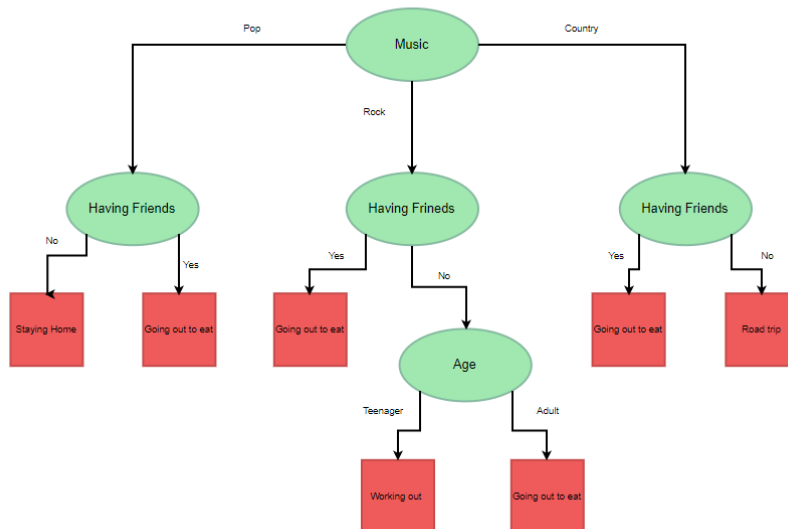 Pop
Music
Country
Rock
Having Friends
Having Frineds
Having Friends
No
Yes
Yes
No
Yes
No
Staying Home
Going out to eat
Going out to eat
Going out to eat
Road trip
Age
Teenager
Adult
Working out
Going out to eat